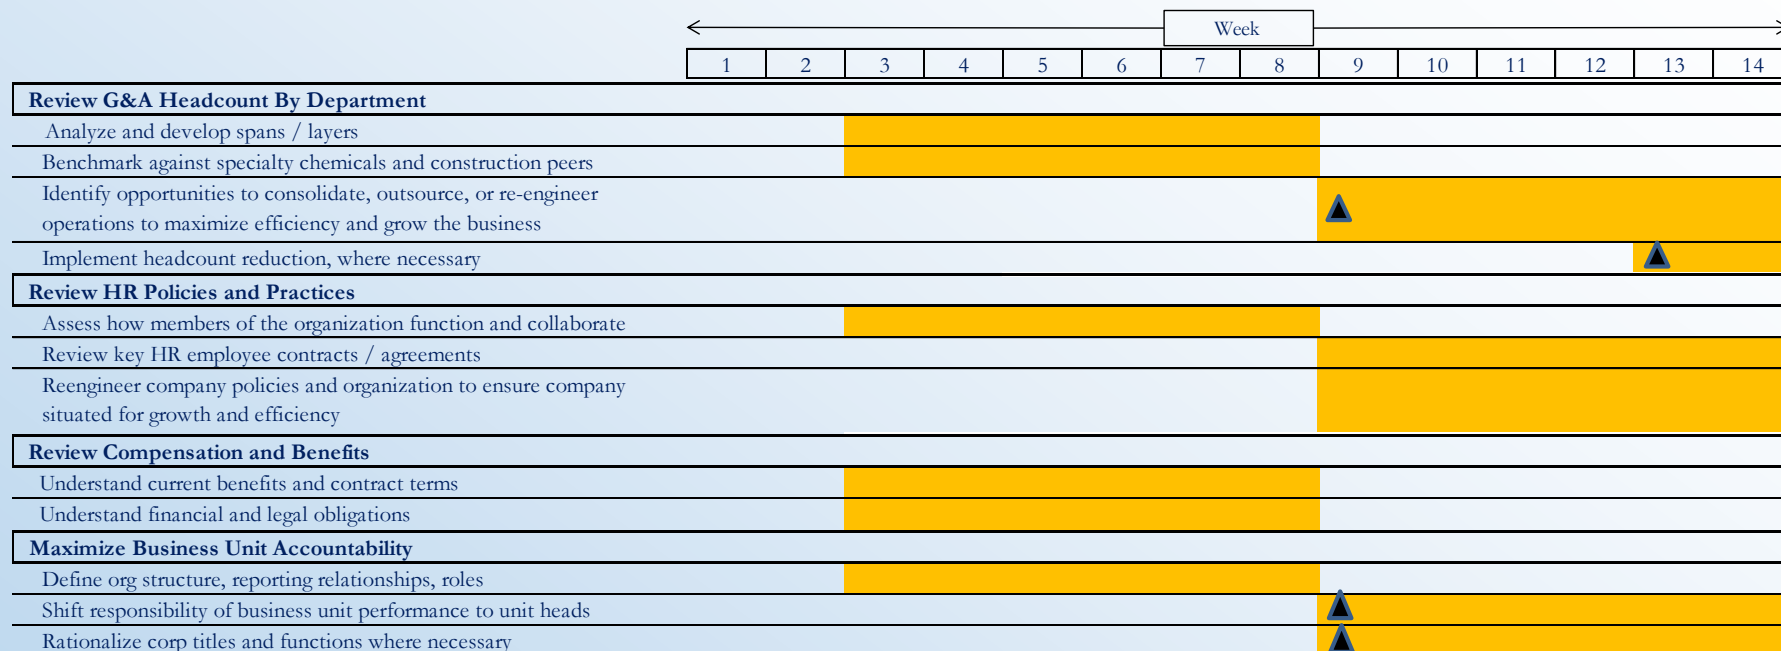 Week
1 2 3 4 5 6 7 8 9 10 11 12 13 14
Review G&A Headcount By Department
Analyze and develop spans / layers
Benchmark against specialty chemicals and construction peers
Identify opportunities to consolidate, outsource, or re-engineer
operations to maximize efficiency and grow the business
Implement headcount reduction, where necessary
Review HR Policies and Practices
Assess how members of the organization function and collaborate
Review key HR employee contracts / agreements
Reengineer company policies and organization to ensure company
situated for growth and efficiency
Review Compensation and Benefits
Understand current benefits and contract terms
Understand financial and legal obligations
Maximize Business Unit Accountability
Define org structure, reporting relationships, roles
Shift responsibility of business unit performance to unit heads
Rationalize corp titles and functions where necessary